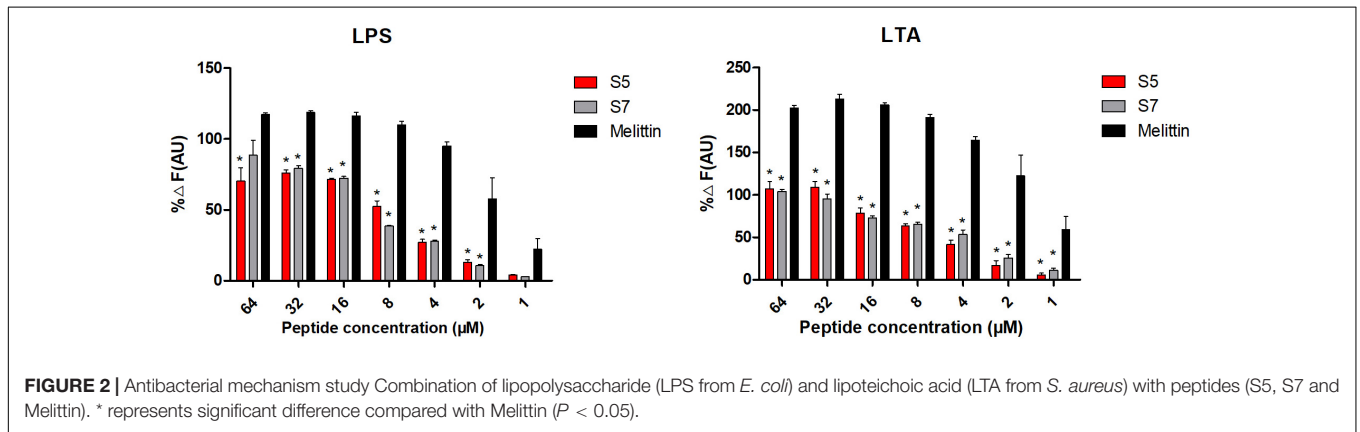 LPS
150
100
50
0
%△ F(AU)
* * * * * * * * * * *
64 32 16 8 4 2 1
Peptide concentration (µM)
S5
S7
Melittin
LTA
250
200
150
100
50
0
%△ F(AU)
* * * * * * * * * * * * * *
64 32 16 8 4 2 1
Peptide concentration (µM)
S5
S7
Melittin
FIGURE 2 | Antibacterial mechanism study Combination of lipopolysaccharide (LPS from E. coli) and lipoteichoic acid (LTA from S. aureus) with peptides (S5, S7 and
Melittin). * represents significant difference compared with Melittin (P < 0.05).